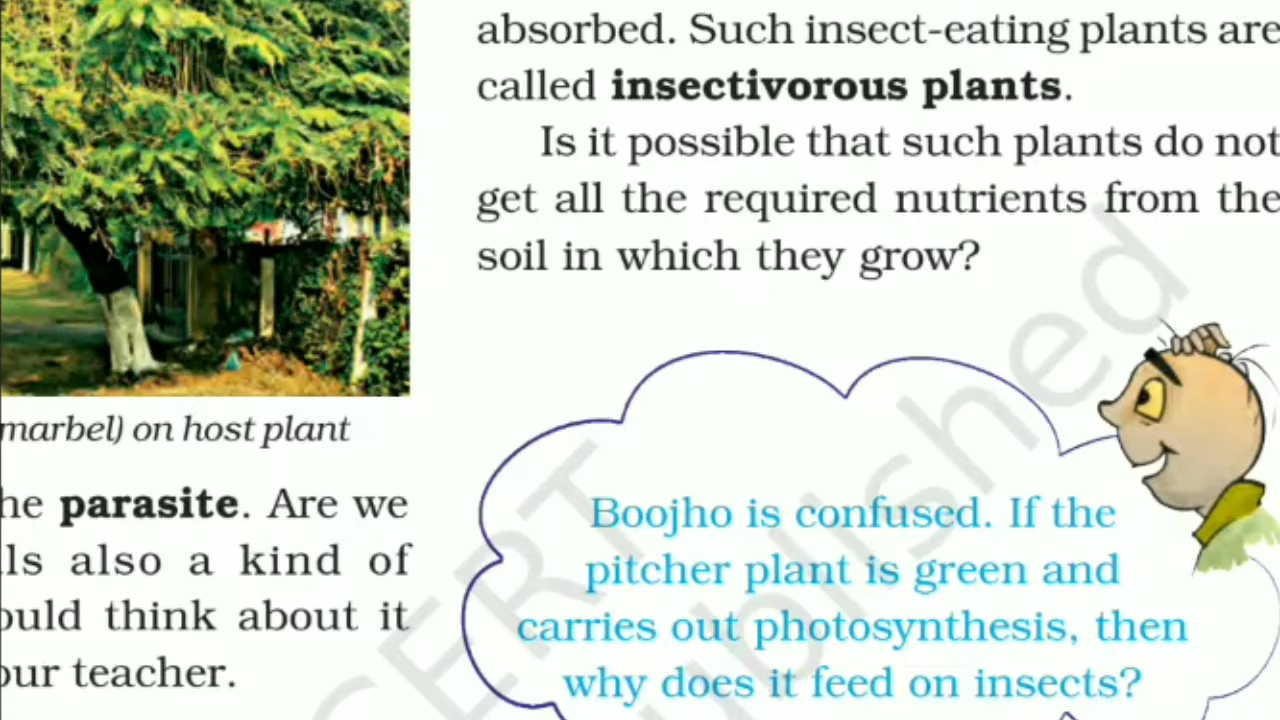 marbel) on host plant
he parasite. Are we
ls also a kind of
ould think about it
our teacher.
absorbed. Such insect-eating plants are
called insectivorous plants.
Is it possible that such plants do not
get all the required nutrients from the
soil in which they grow?
Boojho is confused. If the
pitcher plant is green and
carries out photosynthesis, then
why does it feed on insects?